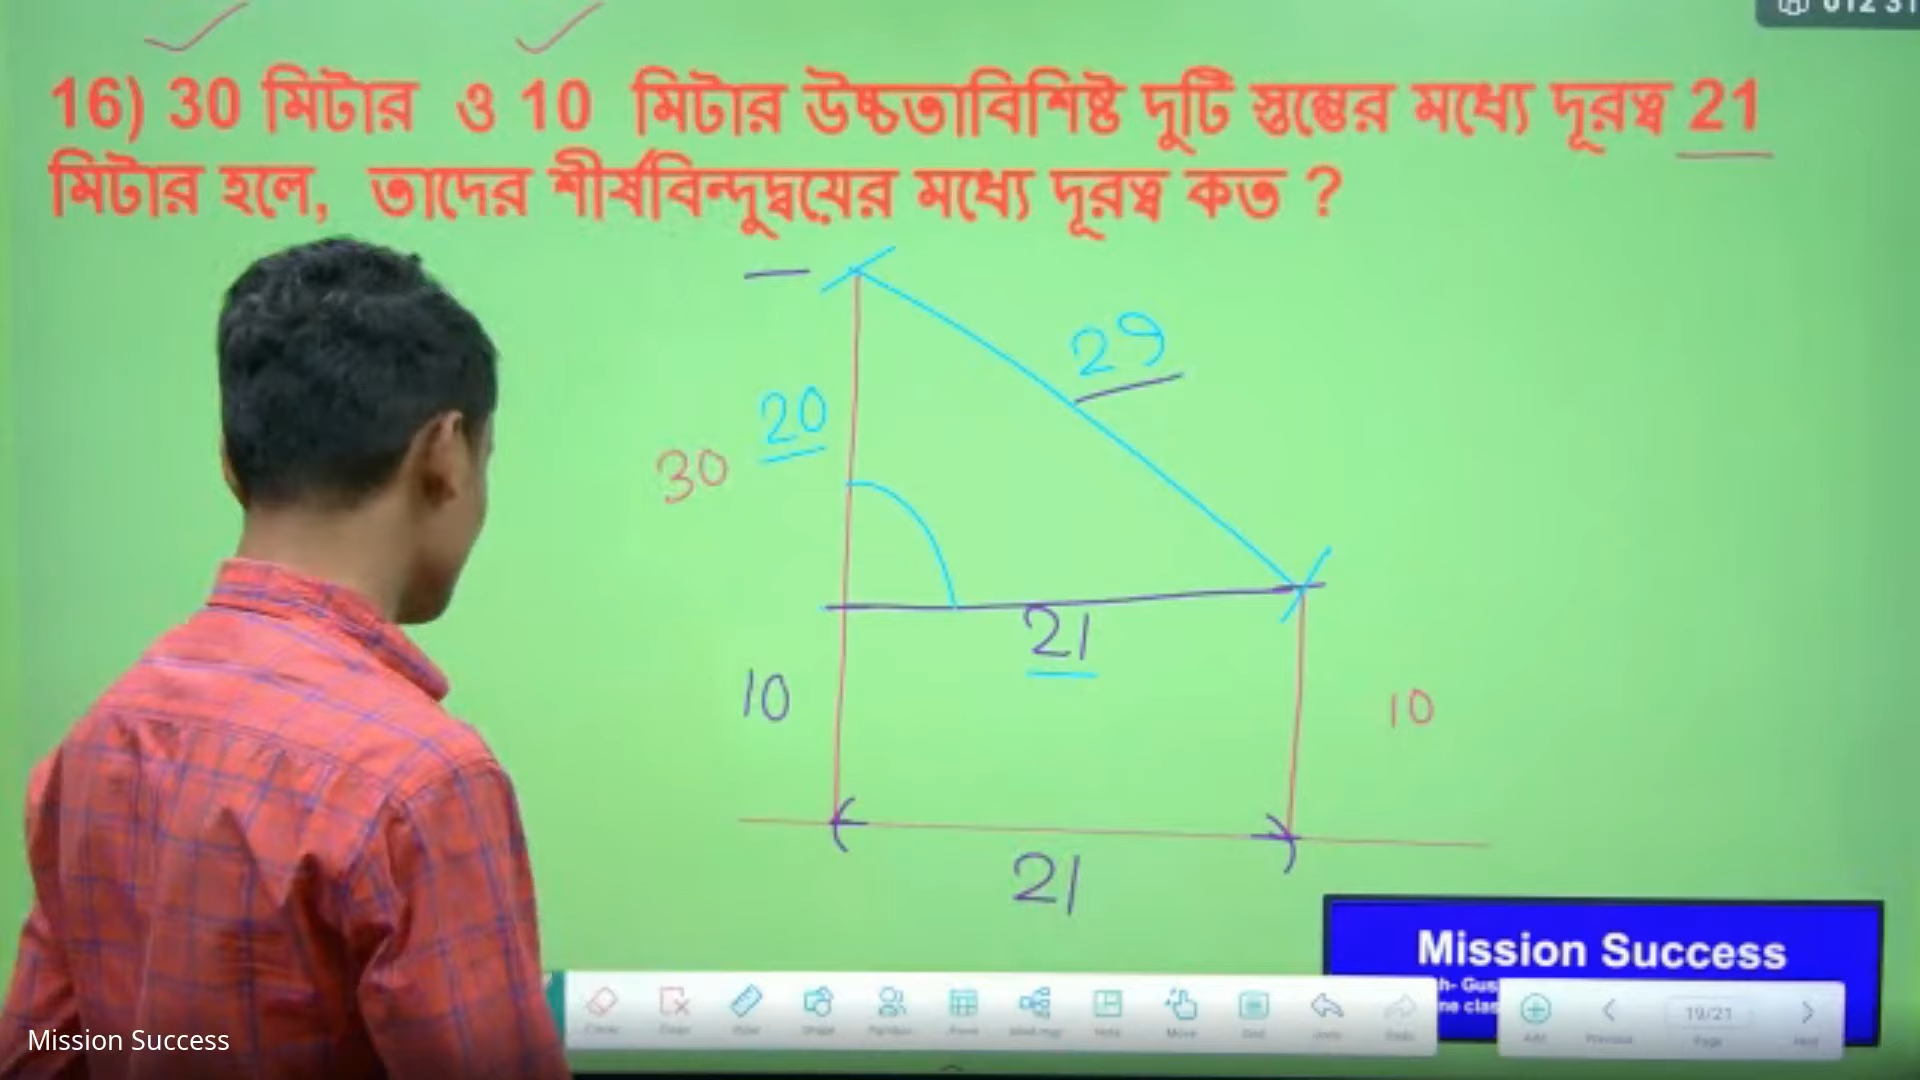 16) 30 মিটার ও 10 মিটার উচ্চতাবিশিষ্ট দুটি স্তম্ভের মধ্যে দূরত্ব 21
মিটার হলে, তাদের শীর্ষবিন্দুদ্বয়ের মধ্যে দূরত্ব কত ?
29
20
30
21
10
10
21
Mission Success
19/21
Page
Mission Success